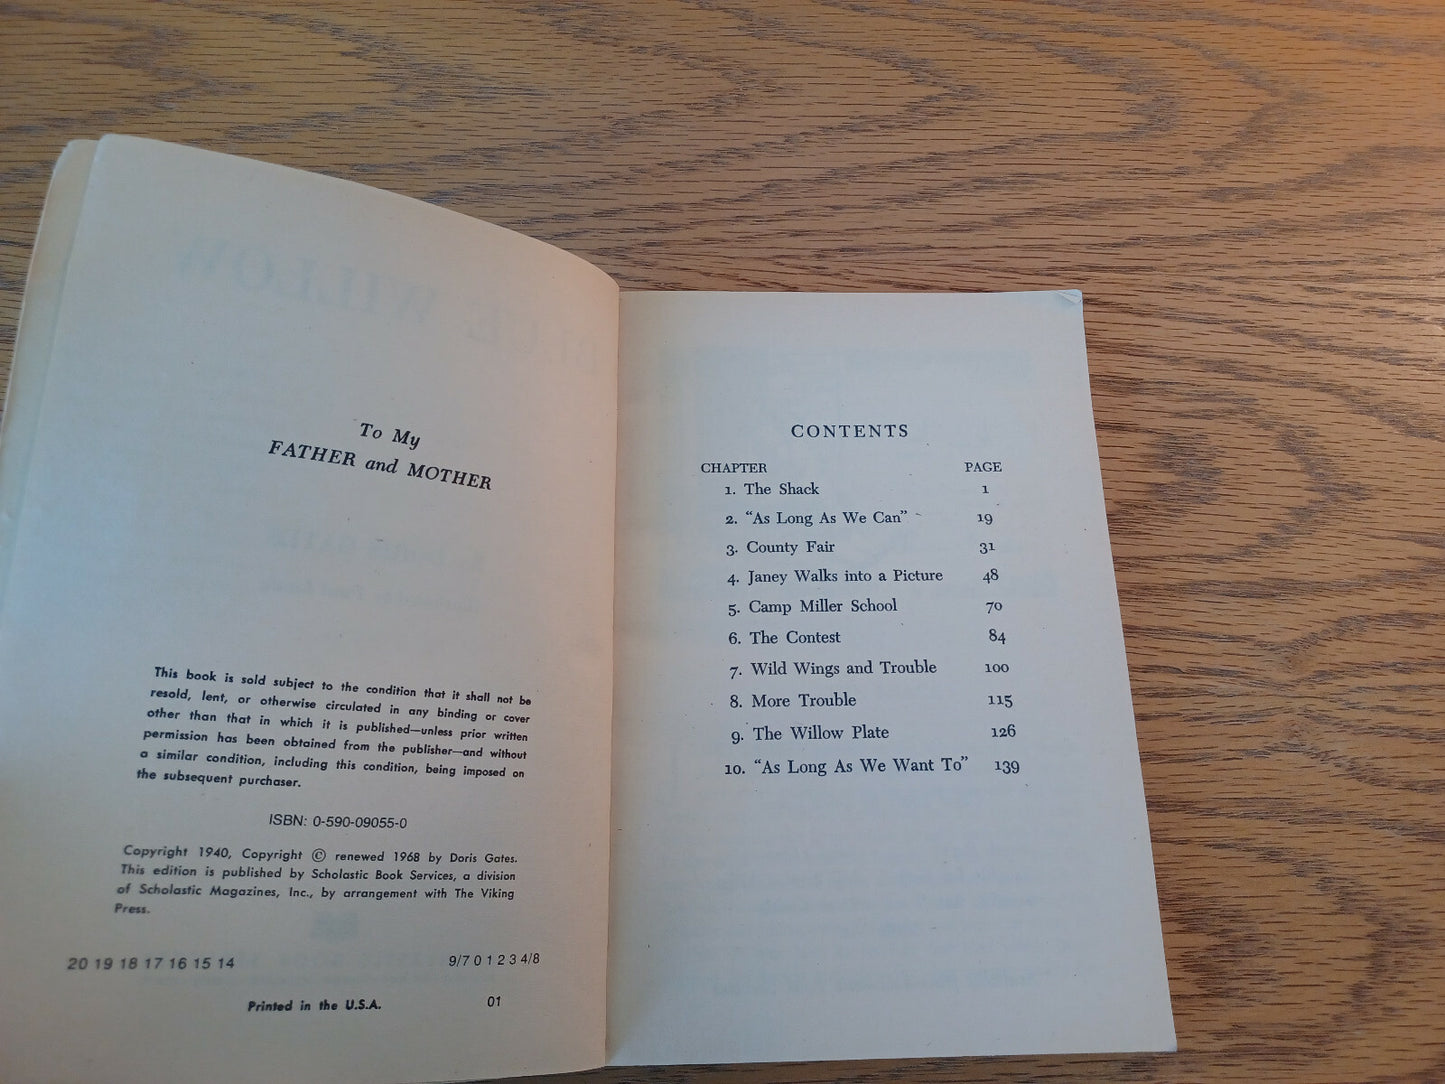 To My
FATHER and MOTHER
This book is sold subject to the condition that it shall not be
resold, lent, or otherwise circulated in any binding or cover
other than that in which it is published—unless prior written
permission has been obtained from the publisher—and without
a similar condition, including this condition, being imposed on
the subsequent purchaser.
ISBN: 0-590-09055-0
Copyright 1940, Copyright © renewed 1968 by Doris Gates.
This edition is published by Scholastic Book Services, a division
of Scholastic Magazines, Inc., by arrangement with The Viking
Press.
20 19 18 17 16 15 14 9/7 0 1 2 3 4/8
Printed in the U.S.A. 01
CONTENTS
CHAPTER PAGE
1. The Shack 1
2. "As Long As We Can" 19
3. County Fair 31
4. Janey Walks into a Picture 48
5. Camp Miller School 70
6. The Contest 84
7. Wild Wings and Trouble 100
8. More Trouble 115
9. The Willow Plate 126
10. "As Long As We Want To" 139